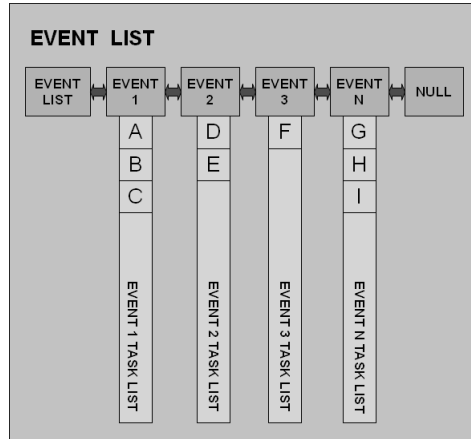 EVENT LIST
EVENT
LIST
EVENT
1
EVENT
2
EVENT
3
EVENT
N
NULL
A
D
F
G
B
E
H
C
I
EVENT 1 TASK LIST
EVENT 2 TASK LIST
EVENT 3 TASK LIST
EVENT N TASK LIST